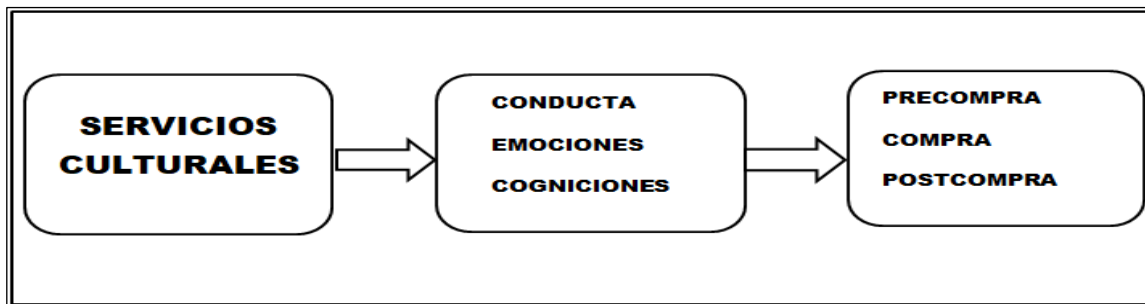 SERVICIOS
CULTURALES
CONDUCTA
EMOCIONES
COGNICIONES
PRECOMPRA
COMPRA
POSTCOMPRA